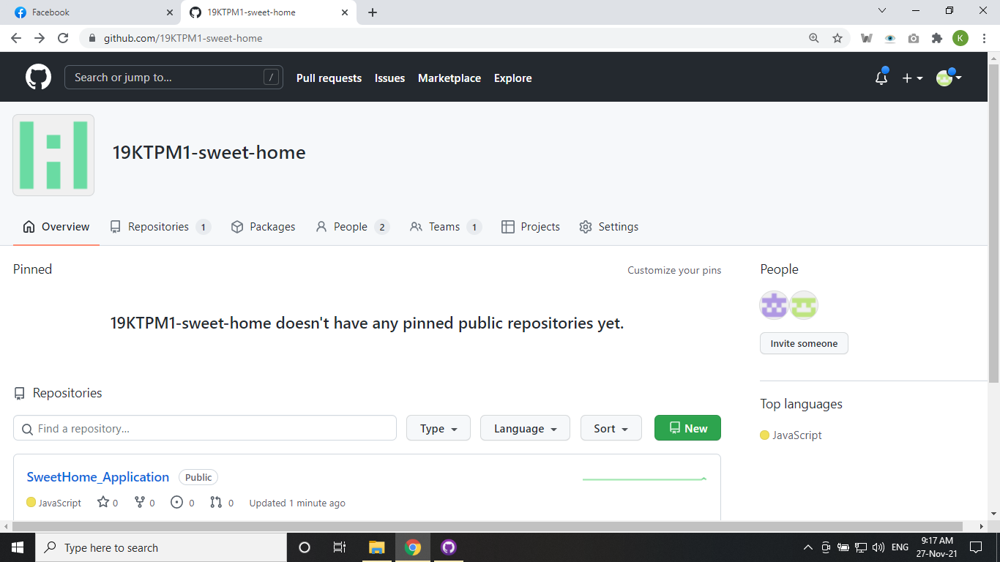 Facebook
19KTPM1-sweet-home
github.com/19KTPM1-sweet-home
K
Search or jump to... /
Pull requests Issues Marketplace Explore
19KTPM1-sweet-home
Overview Repositories 1 Packages People 2 Teams 1 Projects Settings
Pinned
Customize your pins
19KTPM1-sweet-home doesn't have any pinned public repositories yet.
People
Invite someone
Repositories
Find a repository... Type Language Sort New
Top languages
JavaScript
SweetHome_Application Public
JavaScript 0 0 0 0 Updated 1 minute ago
Type here to search
ENG
9:17 AM
27-Nov-21